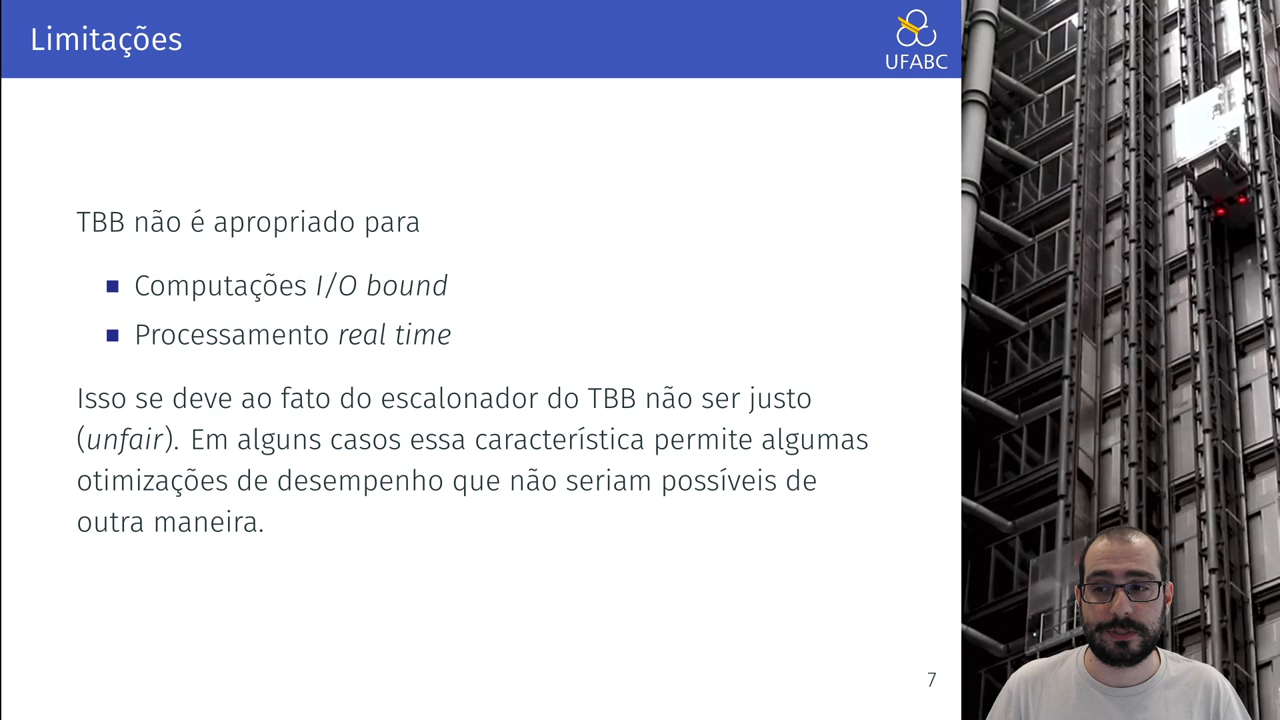 Limitações
UFABC
TBB não é apropriado para
Computações I/O bound
Processamento real time
Isso se deve ao fato do escalonador do TBB não ser justo
(unfair). Em alguns casos essa característica permite algumas
otimizações de desempenho que não seriam possíveis de
outra maneira.
7